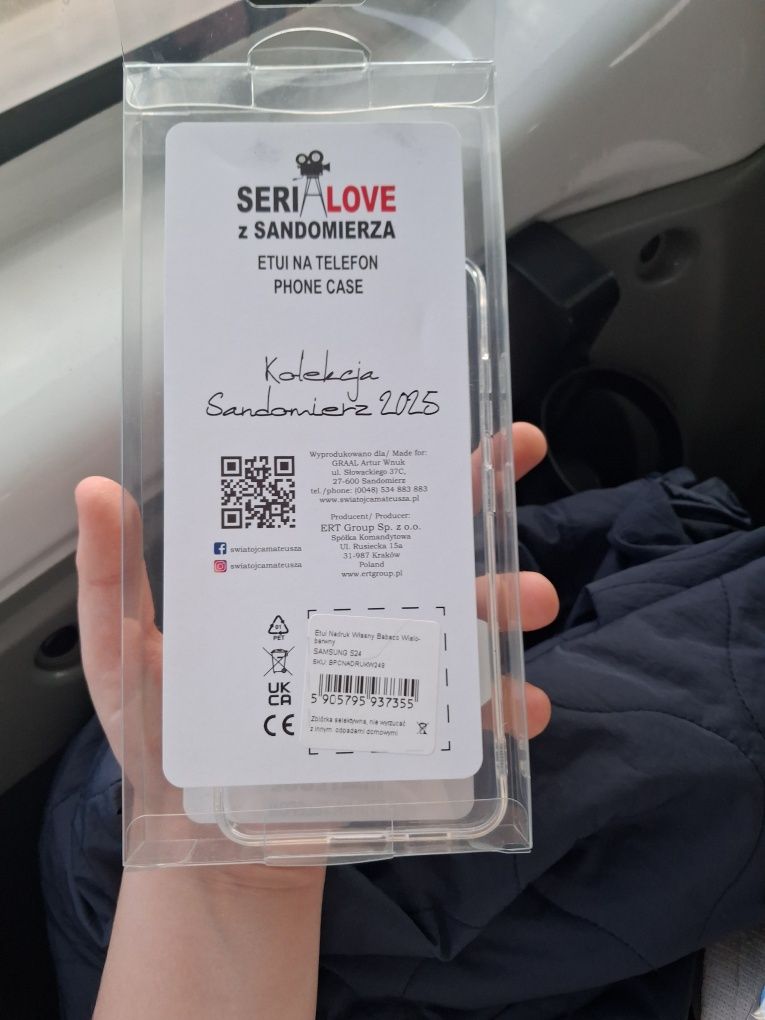 SERIALOVE
z SANDOMIERZA
ETUI NA TELEFON
PHONE CASE
Kolekcja
Sandomierz 2025
Wyprodukowano dla/ Made for:
GRAAL Artur Wnuk
ul. Słowackiego 37C,
27-600 Sandomierz
tel./phone: (0048) 534 883 883
www.swiatojcamateusza.pl
Producent/ Producer:
ERT Group Sp. z o.o.
Spółka Komandytowa
Ul. Rusiecka 15a
31-987 Kraków
Poland
www.ertgroup.pl
swiatojcamateusza
swiatojcamateusza
01
PET
UK
CA
CE
Etui Nadruk Własny Babaco Wielo-
barwny
SAMSUNG S24
SKU: BPCNADRUKW249
5 905795 937355
Zbiórka selektywna, nie wyrzucać
z innymi odpadami domowymi